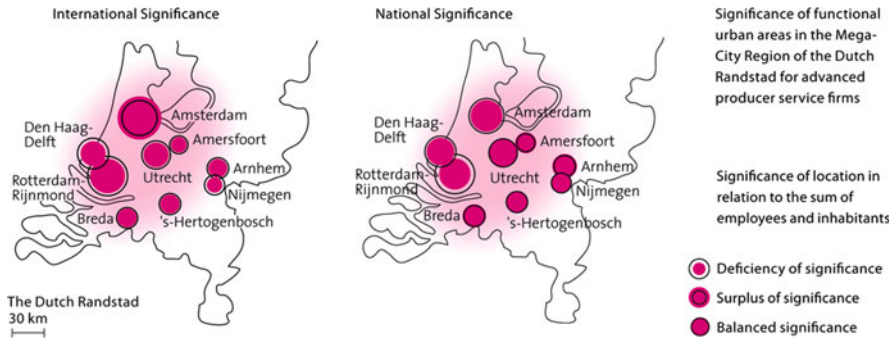 International Significance
Amsterdam
Den Haag-
Delft
Amersfoort
Utrecht
Arnhem
Rotterdam-
Rijnmond
Nijmegen
Breda
's-Hertogenbosch
The Dutch Randstad
30 km
National Significance
Amsterdam
Den Haag-
Delft
Amersfoort
Utrecht
Arnhem
Rotterdam-
Rijnmond
Nijmegen
Breda
's-Hertogenbosch
Significance of functional
urban areas in the Mega-
City Region of the Dutch
Randstad for advanced
producer service firms
Significance of location in
relation to the sum of
employees and inhabitants
Deficiency of significance
Surplus of significance
Balanced significance